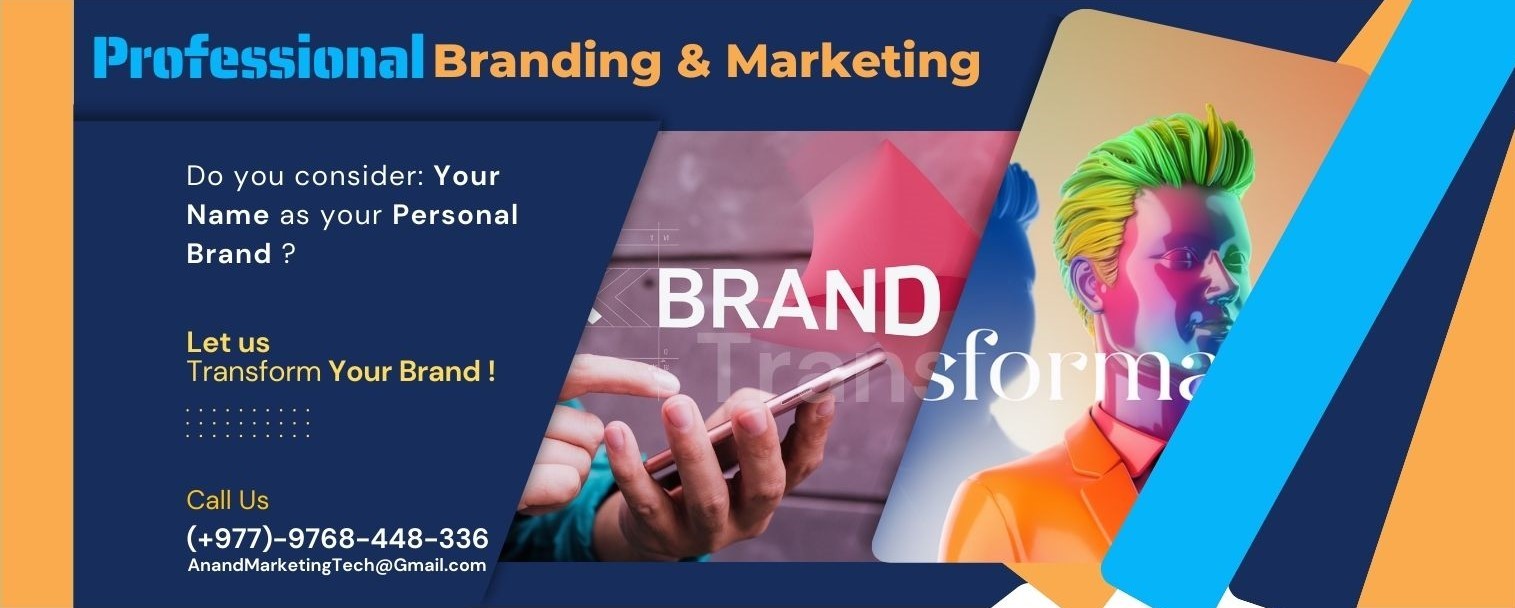 Professional Branding & Marketing
Do you consider: Your
Name as your Personal
Brand ?
Let us
Transform Your Brand !
Call Us
(+977)-9768-448-336
AnandMarketingTech@Gmail.com
BRAND
Transforma